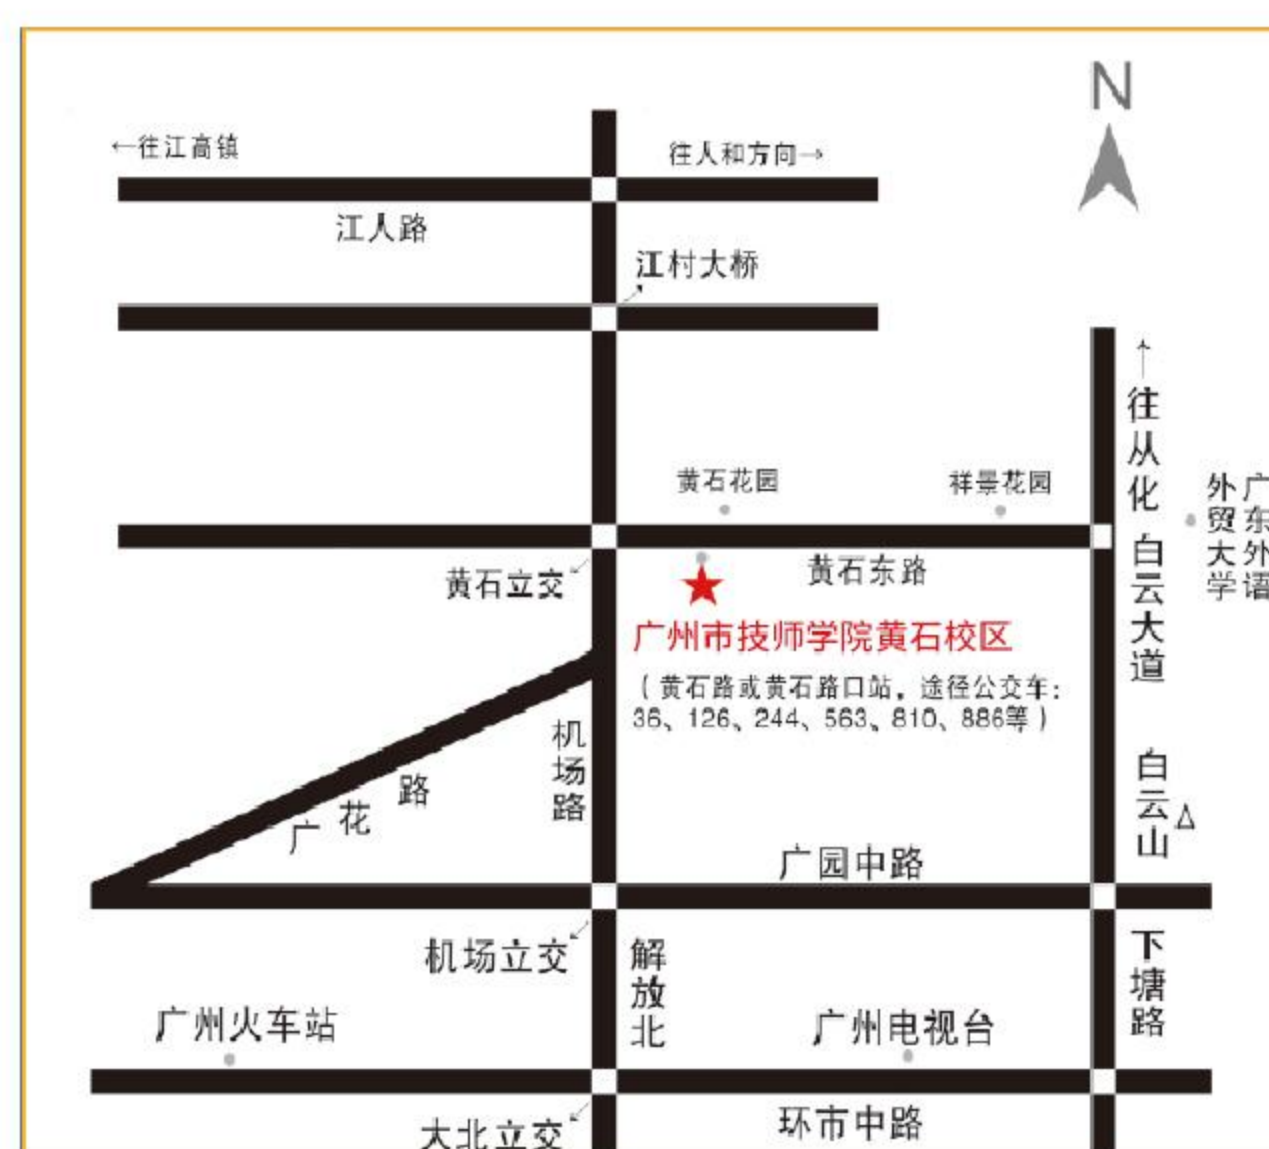 N
←往江高镇
往人和方向→
江人路
江村大桥
往从化
黄石花园
祥景花园
广东外语
外贸大学
白云大道
黄石立交
黄石东路
广州市技师学院黄石校区
（黄石路或黄石路口站，途径公交车：
36、126、244、563、810、886等）
机场路
广花路
白云山
广园中路
机场立交
解放北
下塘路
广州火车站
广州电视台
大北立交
环市中路